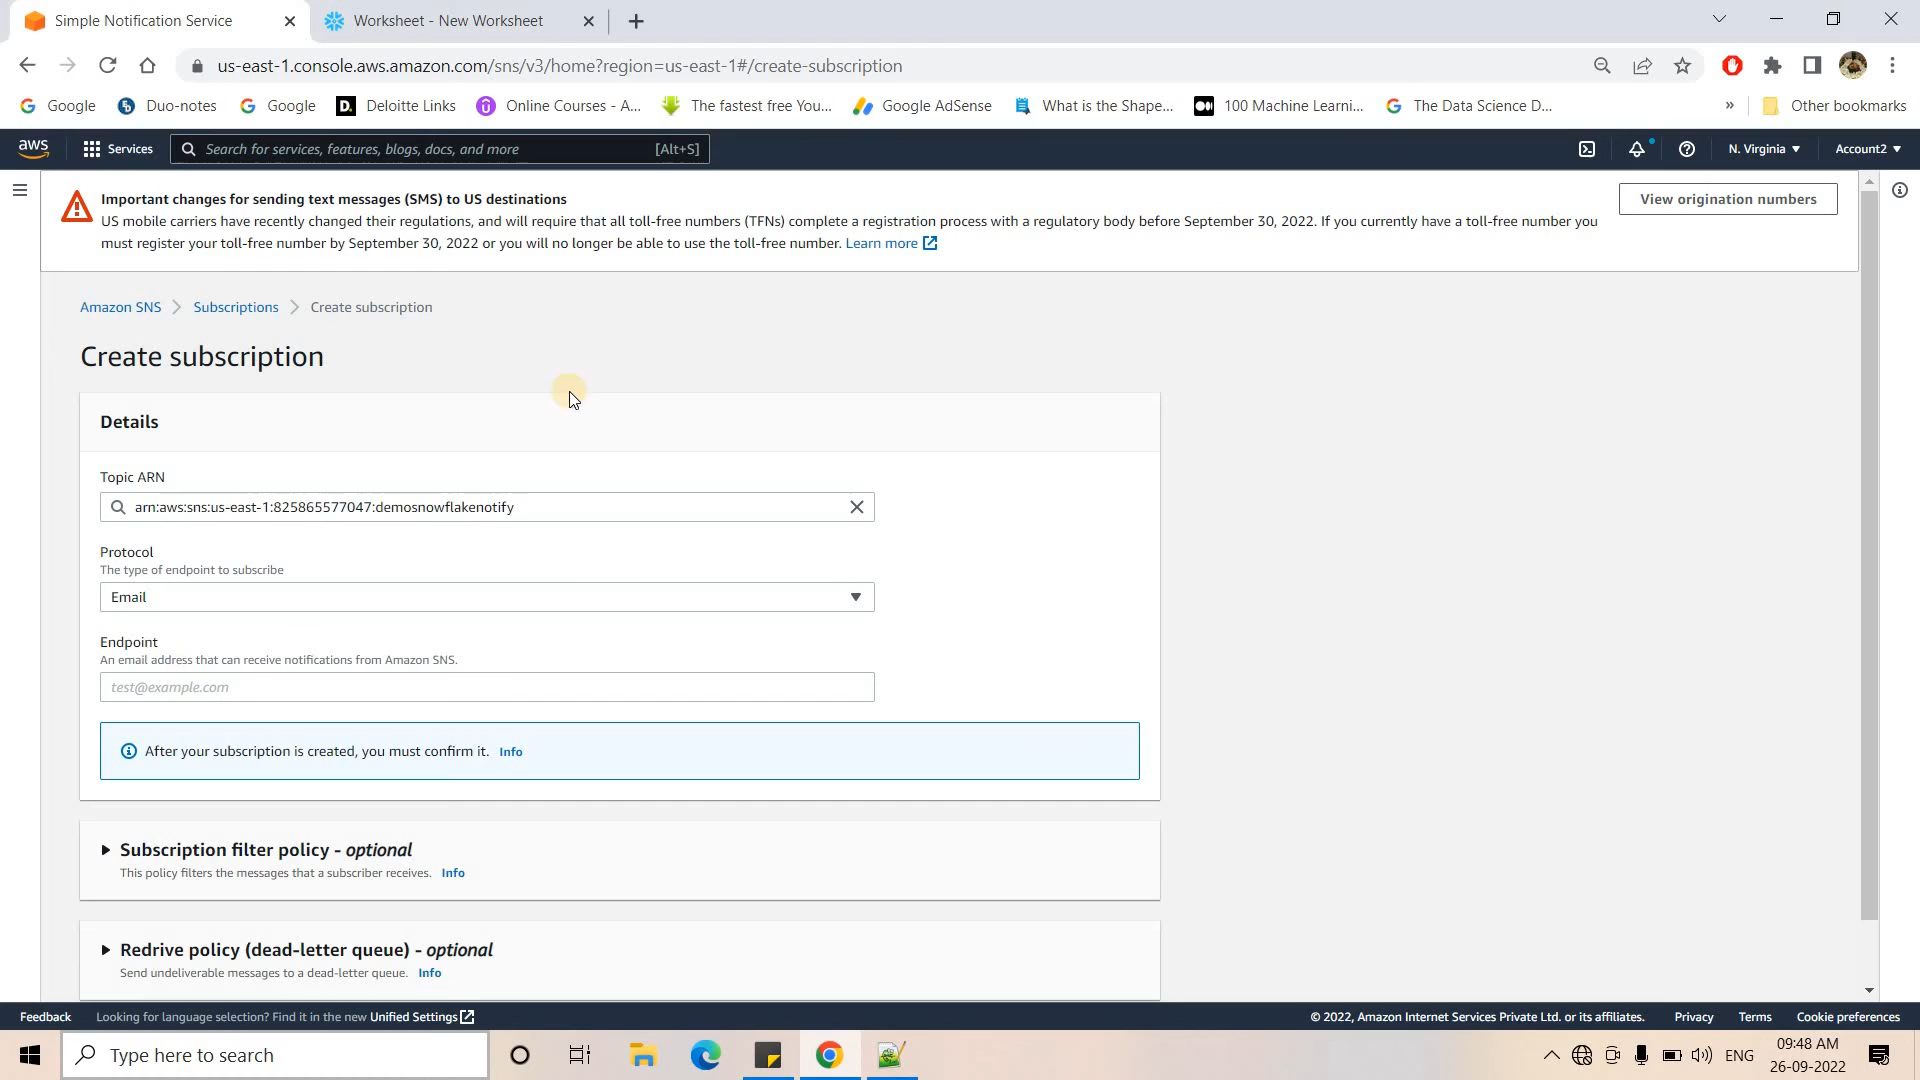 Simple Notification Service
Worksheet - New Worksheet
us-east-1.console.aws.amazon.com/sns/v3/home?region=us-east-1#/create-subscription
Google
Duo-notes
Google
Deloitte Links
Online Courses - A...
The fastest free You...
Google AdSense
What is the Shape...
100 Machine Learni...
The Data Science D...
»
Other bookmarks
aws
Services
Search for services, features, blogs, docs, and more
[Alt+S]
N. Virginia
Account2
Important changes for sending text messages (SMS) to US destinations
US mobile carriers have recently changed their regulations, and will require that all toll-free numbers (TFNs) complete a registration process with a regulatory body before September 30, 2022. If you currently have a toll-free number you
must register your toll-free number by September 30, 2022 or you will no longer be able to use the toll-free number. Learn more
View origination numbers
Amazon SNS
Subscriptions
Create subscription
Create subscription
Details
Topic ARN
arn:aws:sns:us-east-1:825865577047:demosnowflakenotify
Protocol
The type of endpoint to subscribe
Email
Endpoint
An email address that can receive notifications from Amazon SNS.
test@example.com
After your subscription is created, you must confirm it. Info
Subscription filter policy - optional
This policy filters the messages that a subscriber receives. Info
Redrive policy (dead-letter queue) - optional
Send undeliverable messages to a dead-letter queue. Info
Feedback
Looking for language selection? Find it in the new Unified Settings
© 2022, Amazon Internet Services Private Ltd. or its affiliates.
Privacy
Terms
Cookie preferences
Type here to search
ENG
09:48 AM
26-09-2022